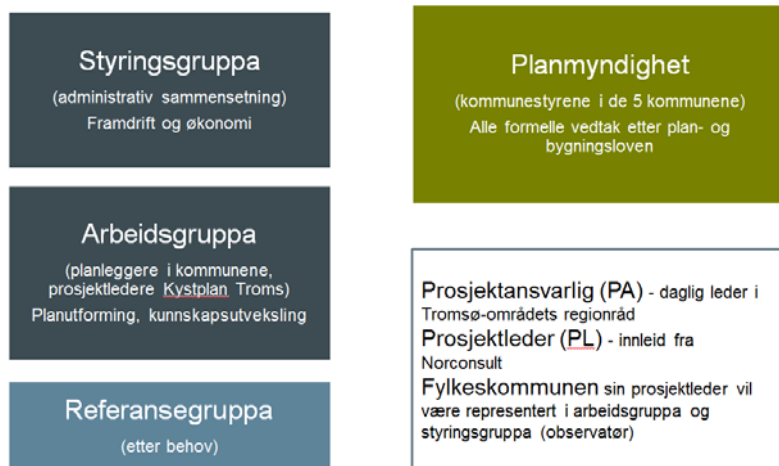 Styringsgruppa
(administrativ sammensetning)
Framdrift og økonomi
Arbeidsgruppa
(planleggere i kommunene,
prosjektledere Kystplan Troms)
Planutforming, kunnskapsutveksling
Referansegruppa
(etter behov)
Planmyndighet
(kommunestyrene i de 5 kommunene)
Alle formelle vedtak etter plan- og
bygningsloven
Prosjektansvarlig (PA) - daglig leder i
Tromsø-områdets regionråd
Prosjektleder (PL) - innleid fra
Norconsult
Fylkeskommunen sin prosjektleder vil
være representert i arbeidsgruppa og
styringsgruppa (observatør)